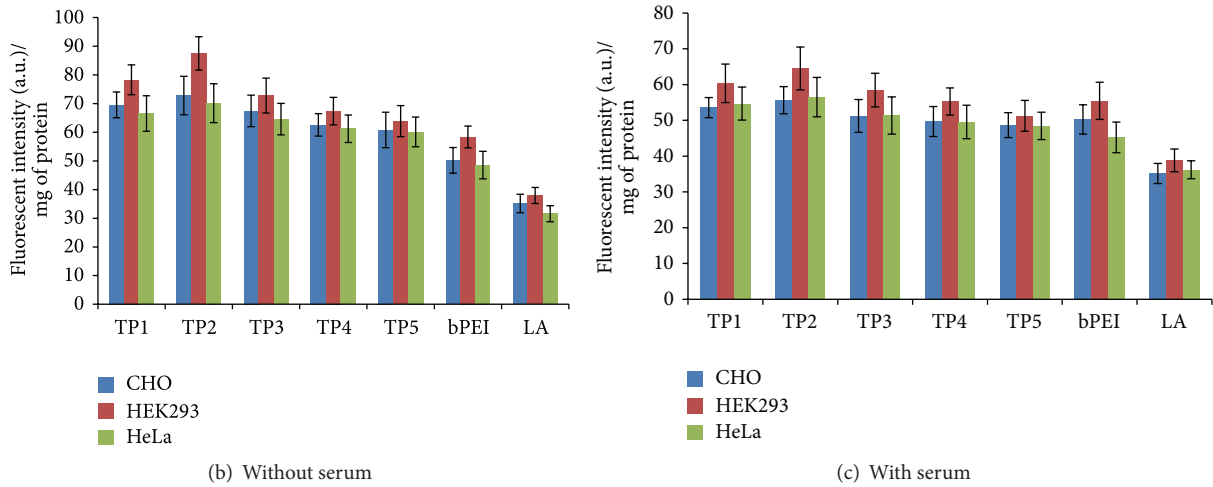 Fluorescent intensity (a.u.)/
mg of protein
100
90
80
70
60
50
40
30
20
10
0
TP1 TP2 TP3 TP4 TP5 bPEI LA
CHO
HEK293
HeLa
(b) Without serum
Fluorescent intensity (a.u.)/
mg of protein
80
70
60
50
40
30
20
10
0
TP1 TP2 TP3 TP4 TP5 bPEI LA
CHO
HEK293
HeLa
(c) With serum